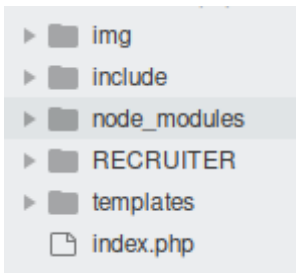 img
include
node_modules
RECRUITER
templates
index.php